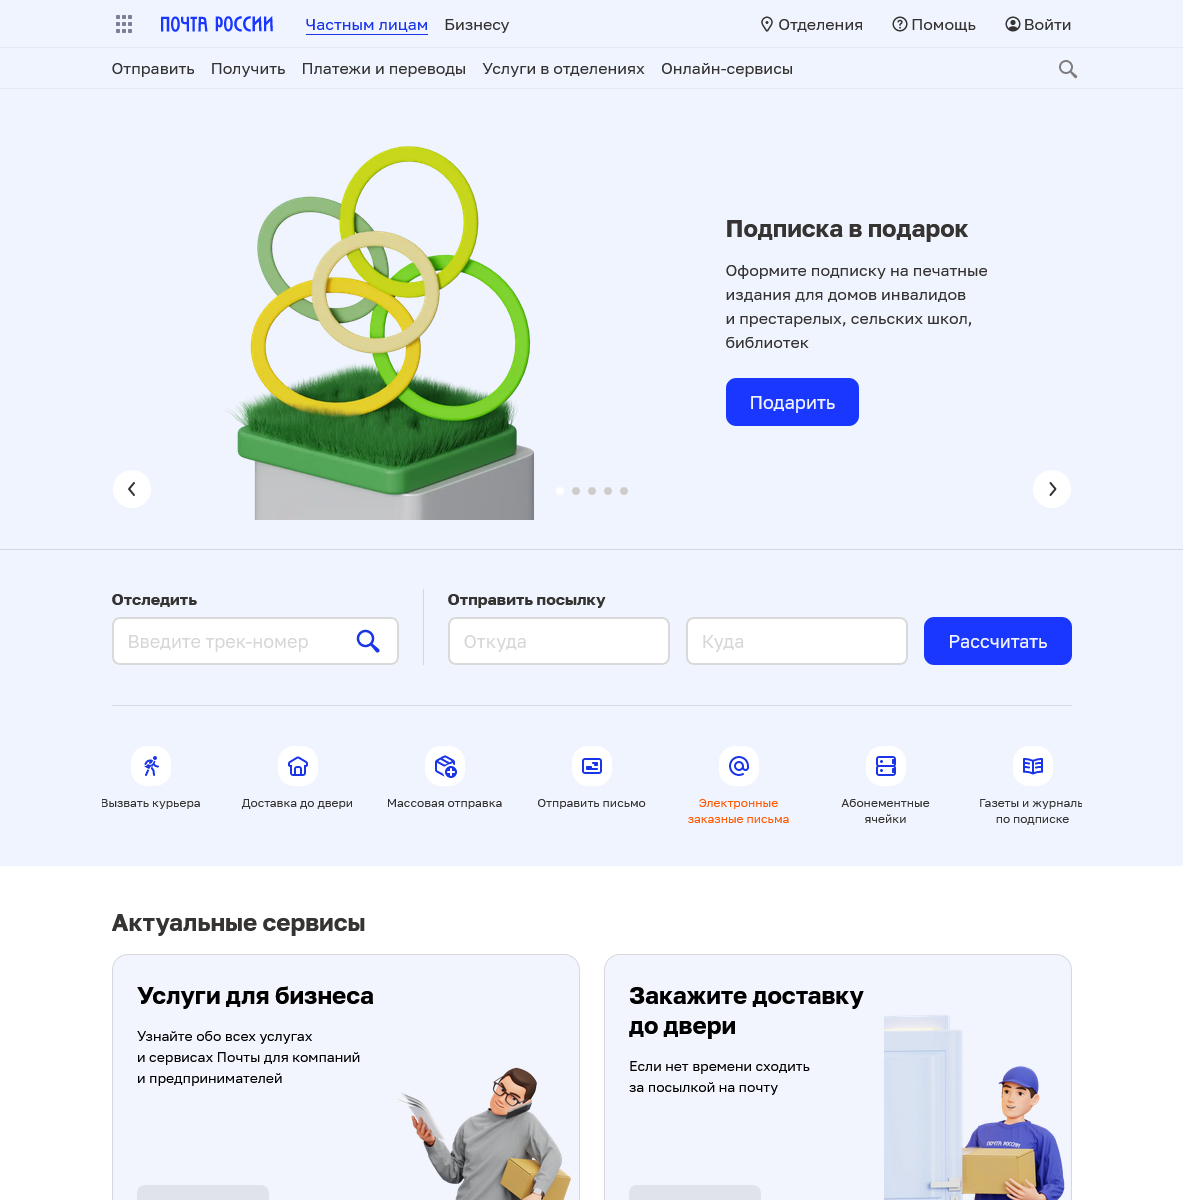 ПОЧТА РОССИИ
Частным лицам
Бизнесу
Отделения
Помощь
Войти
Отправить
Получить
Платежи и переводы
Услуги в отделениях
Онлайн-сервисы
Подписка в подарок
Оформите подписку на печатные
издания для домов инвалидов
и престарелых, сельских школ,
библиотек
Подарить
Отследить
Введите трек-номер
Отправить посылку
Откуда
Куда
Рассчитать
Вызвать курьера
Доставка до двери
Массовая отправка
Отправить письмо
Электронные
заказные письма
Абонементные
ячейки
Газеты и журналь
по подписке
Актуальные сервисы
Услуги для бизнеса
Узнайте обо всех услугах
и сервисах Почты для компаний
и предпринимателей
Закажите доставку
до двери
Если нет времени сходить
за посылкой на почту
ПОЧТА РОССИИ